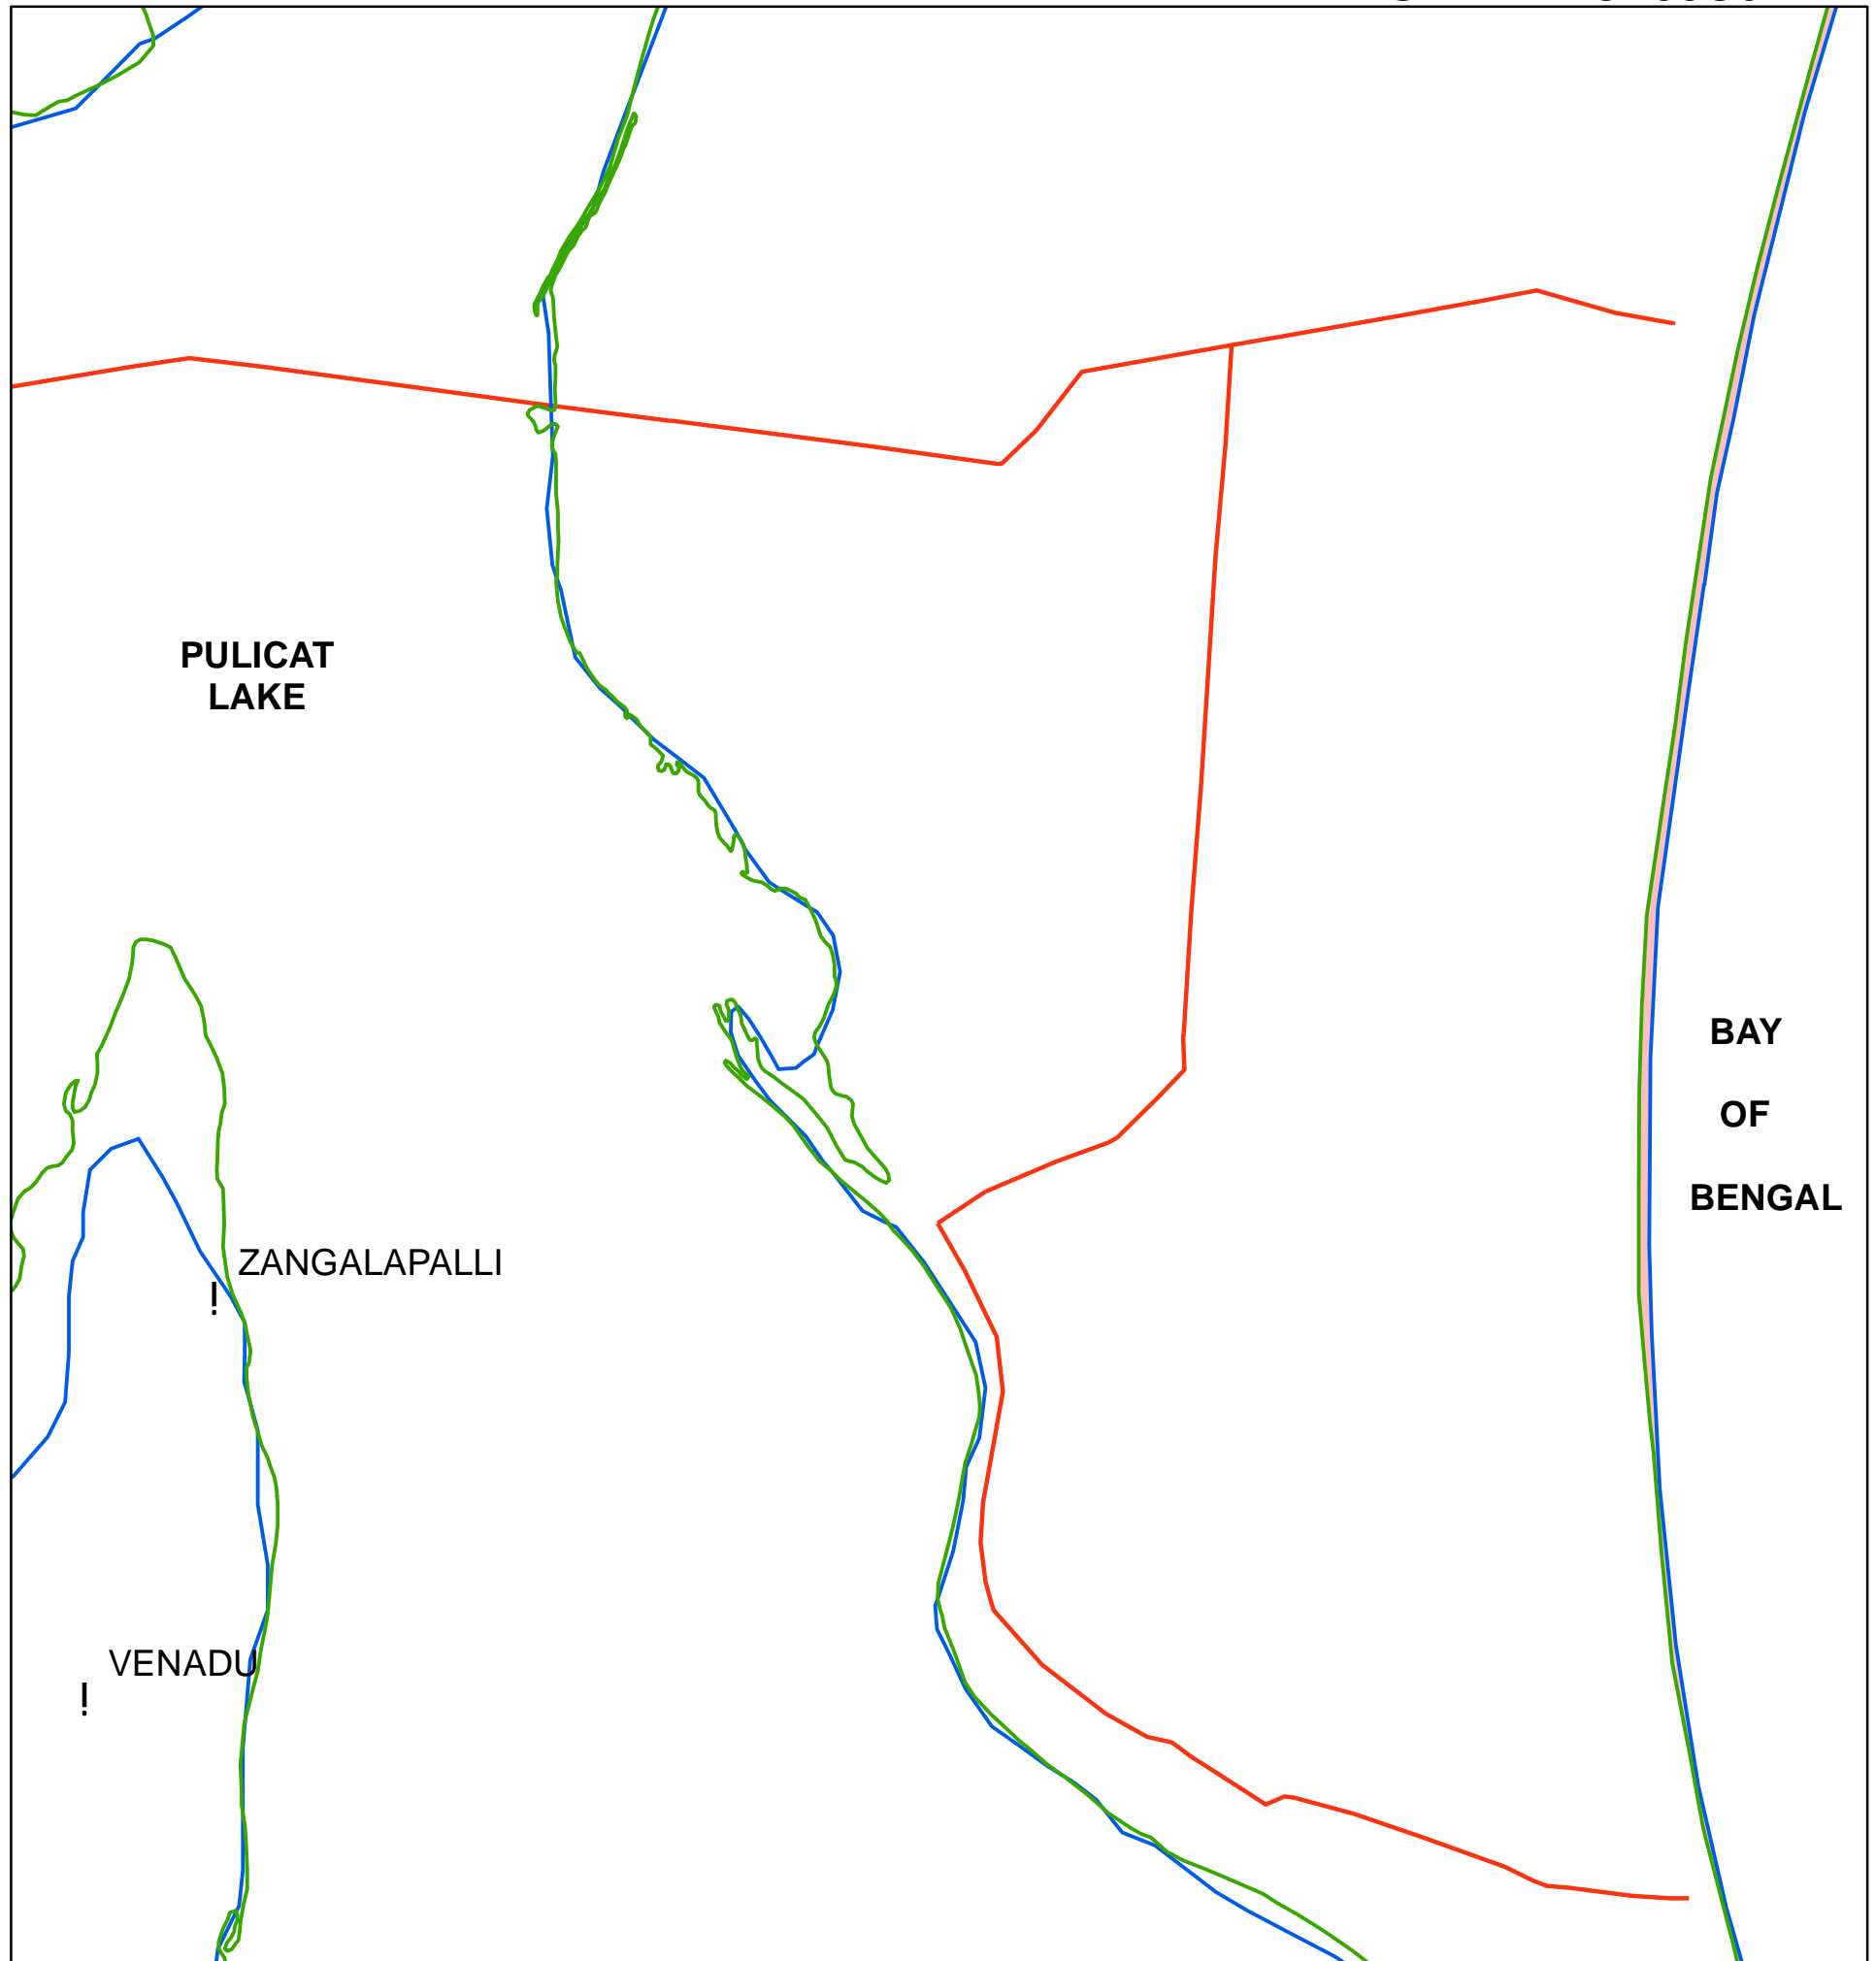 PULICAT
LAKE
BAY
OF
BENGAL
ZANGALAPALLI
!
VENADU
!